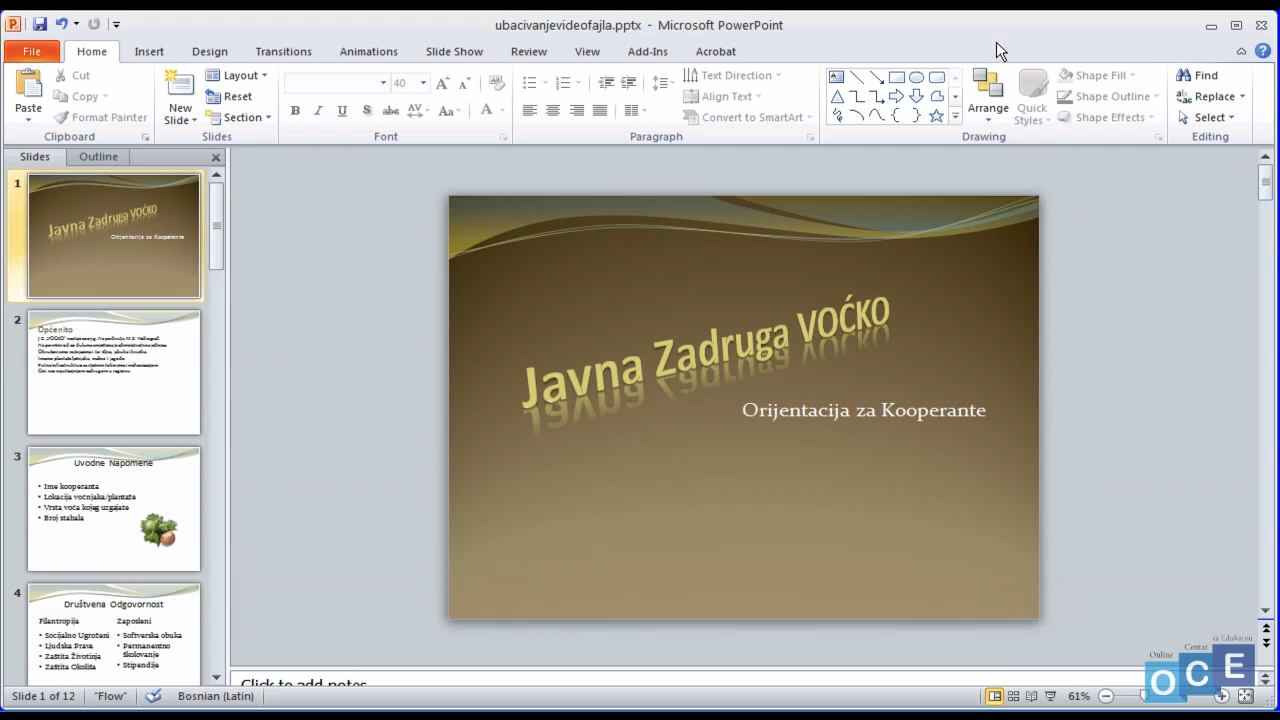 ubacivanjevideofajla.pptx - Microsoft PowerPoint
File Home Insert Design Transitions Animations Slide Show Review View Add-Ins Acrobat
Paste
Cut
Copy
Format Painter
Clipboard
New Slide
Layout
Reset
Section
Slides
40
Font
Text Direction
Align Text
Convert to SmartArt
Paragraph
Arrange
Quick Styles
Shape Fill
Shape Outline
Shape Effects
Drawing
Find
Replace
Select
Editing
Slides Outline
1
Javna Zadruga VOĆKO
Orijentacija za Kooperante
2
Općenito
3
Uvodne Napomene
• Ime kooperanta
• Lokacija voćnjaka/plantaže
• Vrsta voća kojeg uzgajate
• Broj stabala
4
Društvena Odgovornost
Filantropija
• Socijalno Ugroženi
• Ljudska Prava
• Zaštita Životinja
• Zaštita Okoliša
Zaposleni
• Softverska obuka
• Permanentno
školovanje
• Stipendije
Javna Zadruga VOĆKO
Orijentacija za Kooperante
Click to add notes
Slide 1 of 12 "Flow" Bosnian (Latin) 61%
Online Centar za Edukaciju
OCE